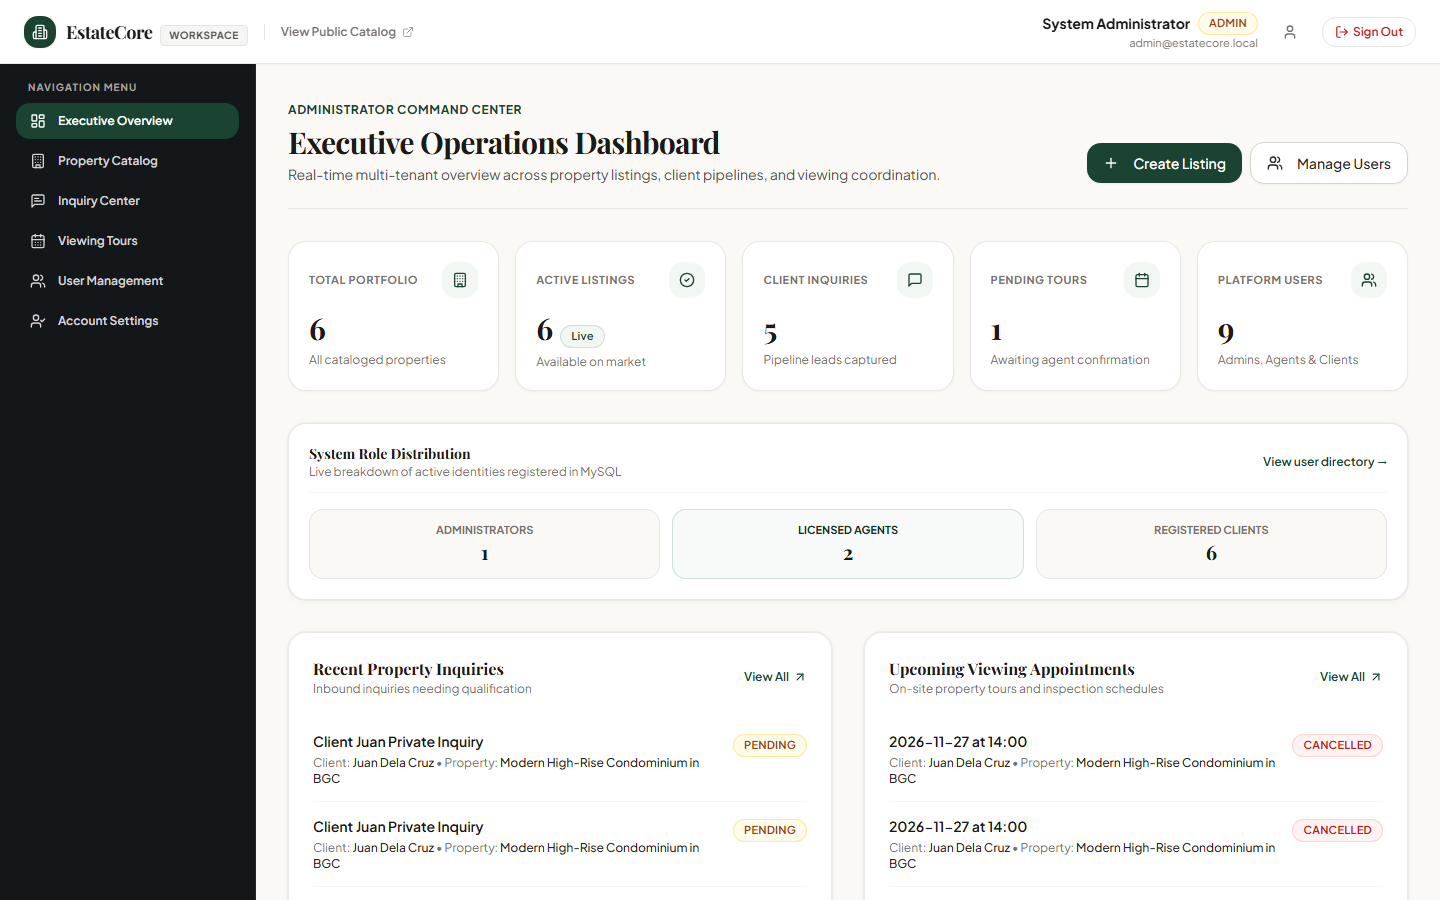 EstateCore WORKSPACE View Public Catalog
System Administrator ADMIN
admin@estatecore.local
Sign Out
NAVIGATION MENU
Executive Overview
Property Catalog
Inquiry Center
Viewing Tours
User Management
Account Settings
ADMINISTRATOR COMMAND CENTER
Executive Operations Dashboard
Real-time multi-tenant overview across property listings, client pipelines, and viewing coordination.
+ Create Listing
Manage Users
TOTAL PORTFOLIO
6
All cataloged properties
ACTIVE LISTINGS
6 Live
Available on market
CLIENT INQUIRIES
5
Pipeline leads captured
PENDING TOURS
1
Awaiting agent confirmation
PLATFORM USERS
9
Admins, Agents & Clients
System Role Distribution
Live breakdown of active identities registered in MySQL
View user directory →
ADMINISTRATORS
1
LICENSED AGENTS
2
REGISTERED CLIENTS
6
Recent Property Inquiries
Inbound inquiries needing qualification
View All
Client Juan Private Inquiry
PENDING
Client: Juan Dela Cruz • Property: Modern High-Rise Condominium in
BGC
Client Juan Private Inquiry
PENDING
Client: Juan Dela Cruz • Property: Modern High-Rise Condominium in
BGC
Upcoming Viewing Appointments
On-site property tours and inspection schedules
View All
2026-11-27 at 14:00
CANCELLED
Client: Juan Dela Cruz • Property: Modern High-Rise Condominium in
BGC
2026-11-27 at 14:00
CANCELLED
Client: Juan Dela Cruz • Property: Modern High-Rise Condominium in
BGC